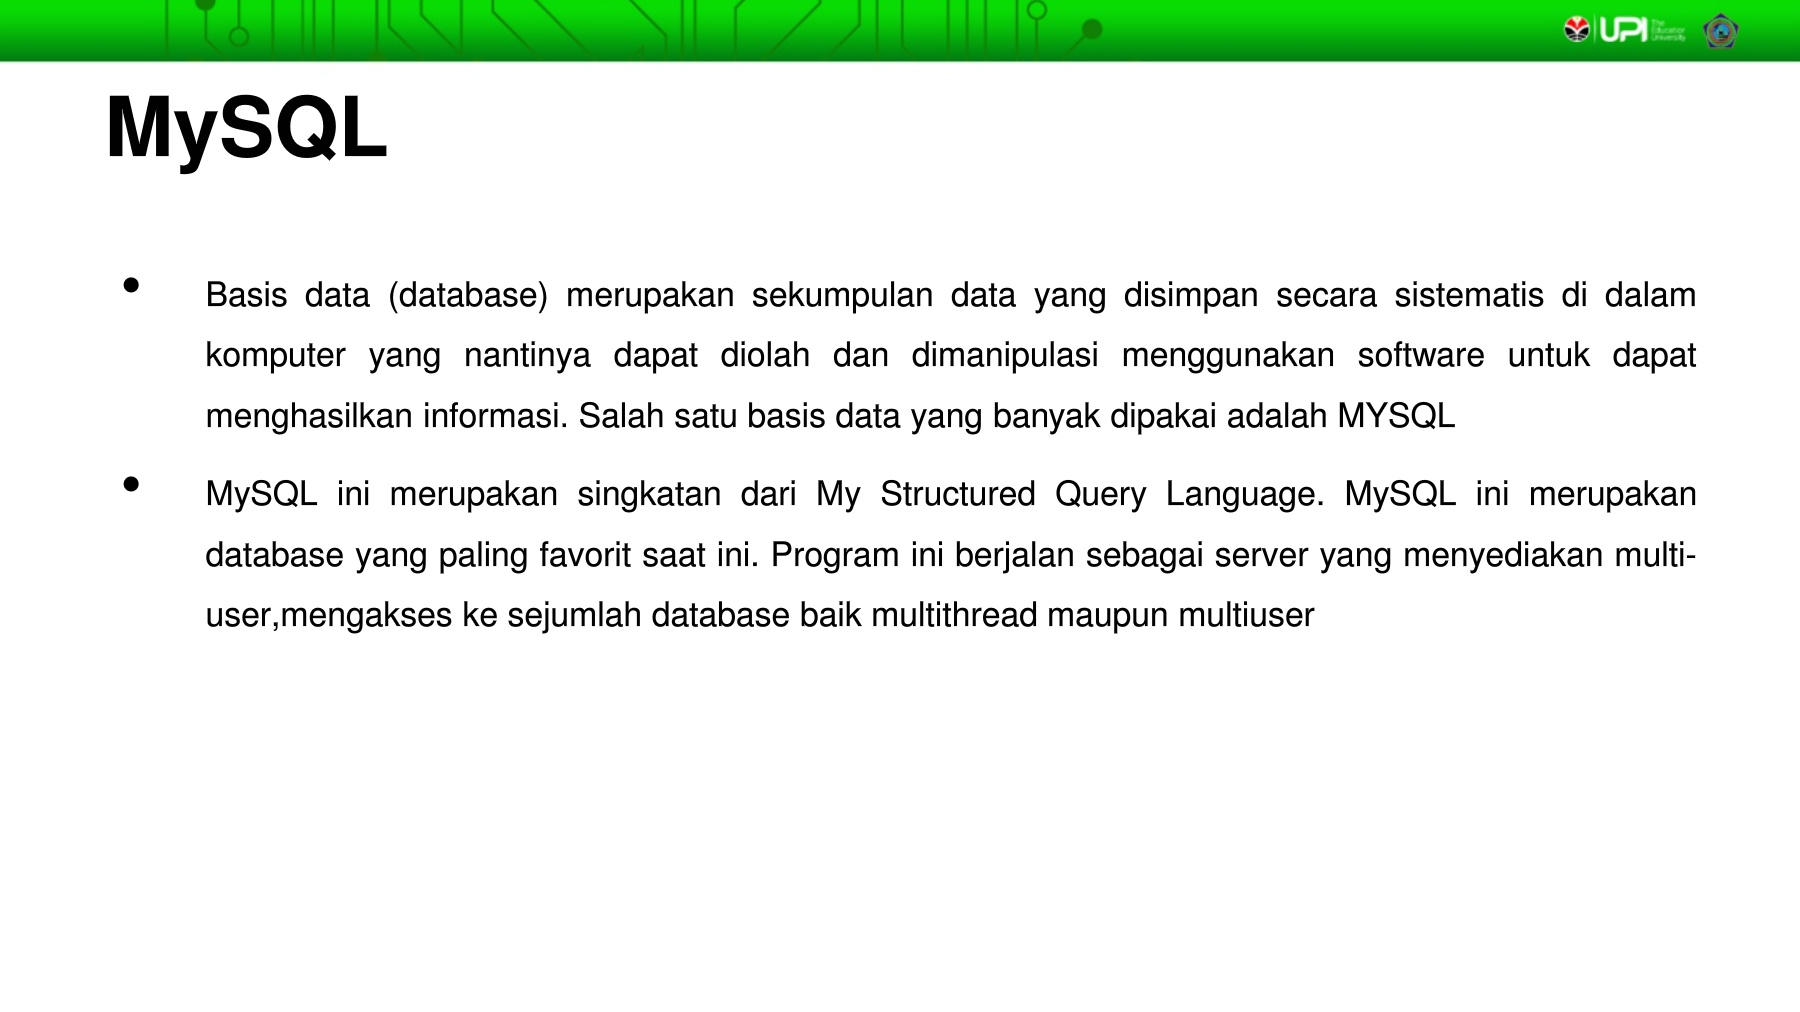 UPI
The
Education
University
MySQL
• Basis data (database) merupakan sekumpulan data yang disimpan secara sistematis di dalam
komputer yang nantinya dapat diolah dan dimanipulasi menggunakan software untuk dapat
menghasilkan informasi. Salah satu basis data yang banyak dipakai adalah MYSQL
• MySQL ini merupakan singkatan dari My Structured Query Language. MySQL ini merupakan
database yang paling favorit saat ini. Program ini berjalan sebagai server yang menyediakan multi-
user,mengakses ke sejumlah database baik multithread maupun multiuser